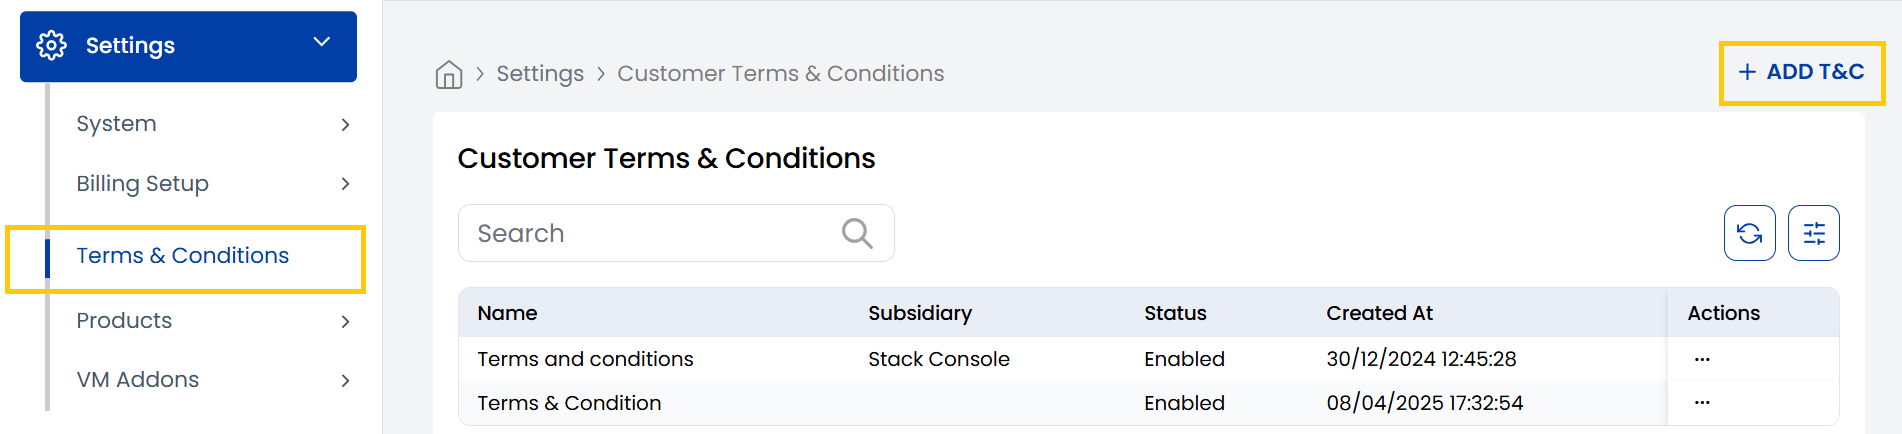 Settings
System
Billing Setup
Terms & Conditions
Products
VM Addons
Settings > Customer Terms & Conditions
+ ADD T&C
Customer Terms & Conditions
Search
Name Subsidiary Status Created At Actions
Terms and conditions Stack Console Enabled 30/12/2024 12:45:28 ...
Terms & Condition Enabled 08/04/2025 17:32:54 ...